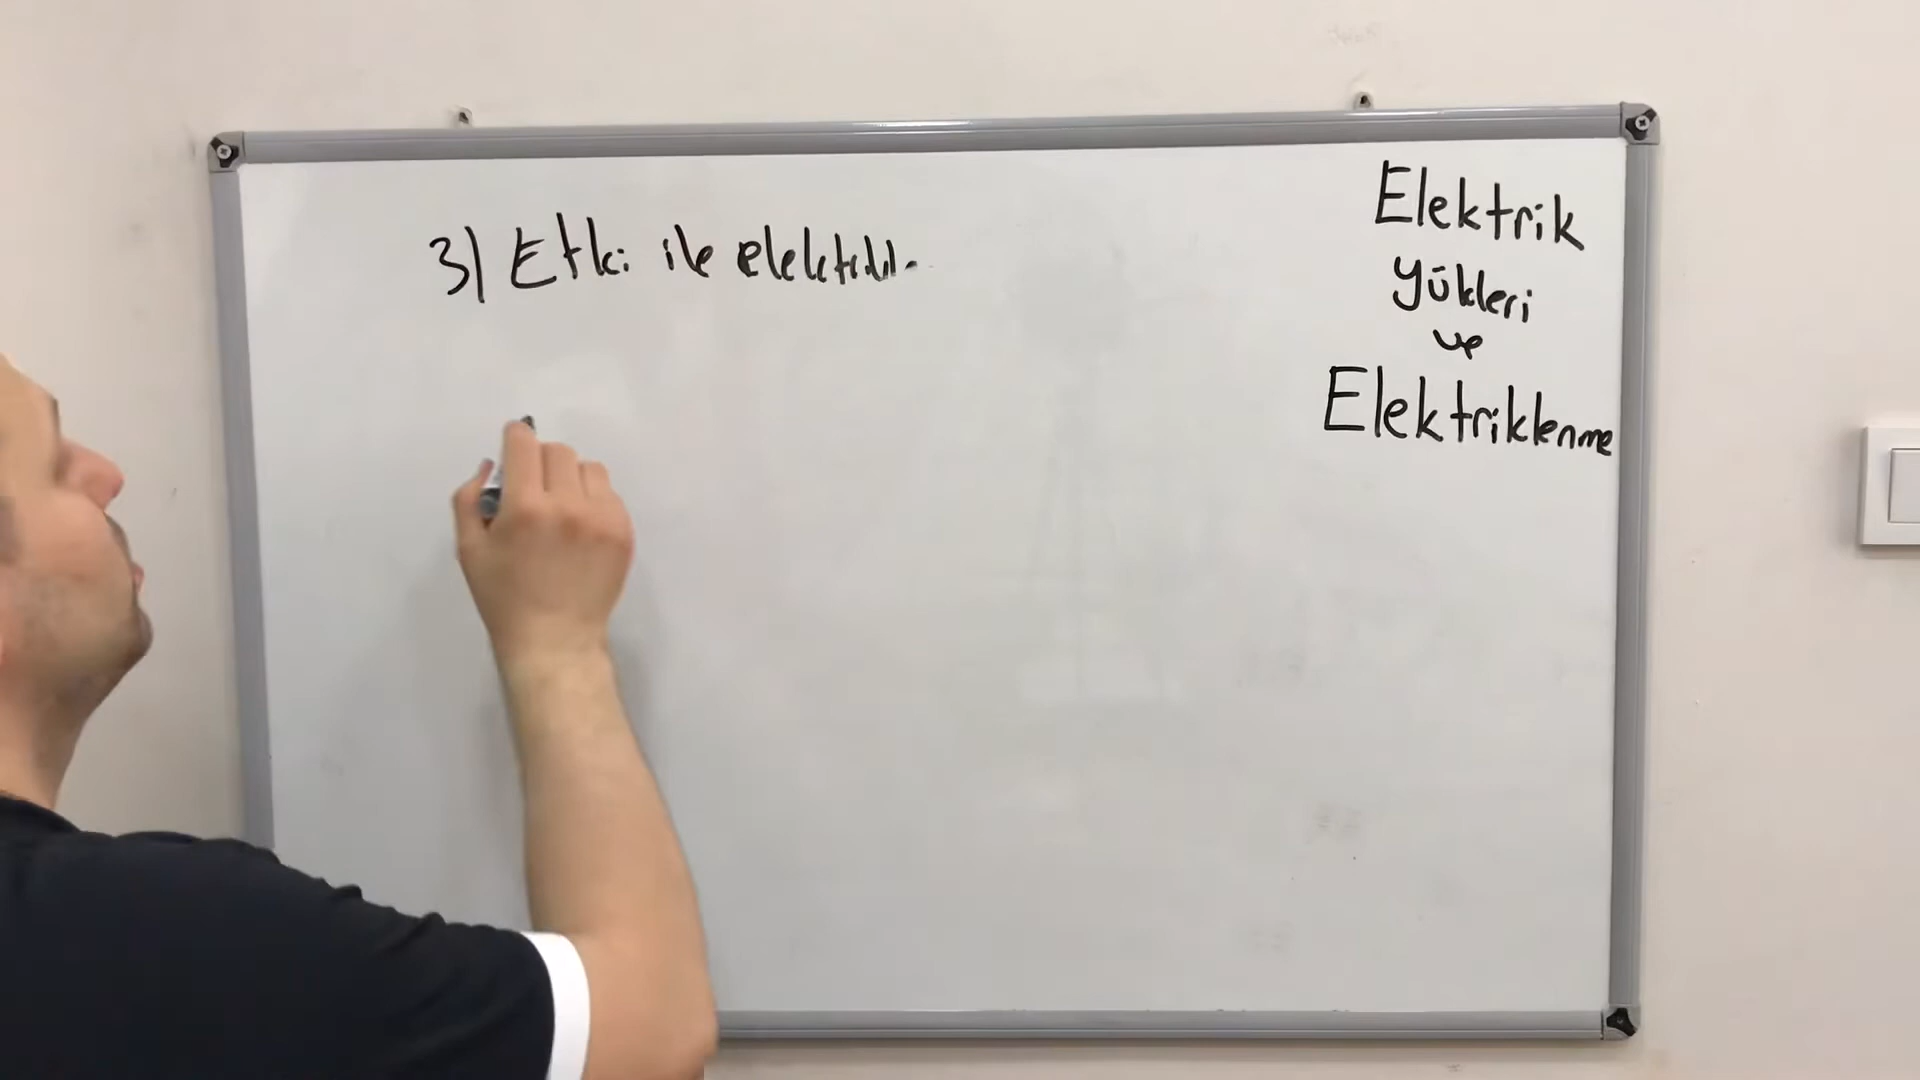 3) Etki ile elektrikl.
Elektrik
yükleri
ve
Elektriklenme